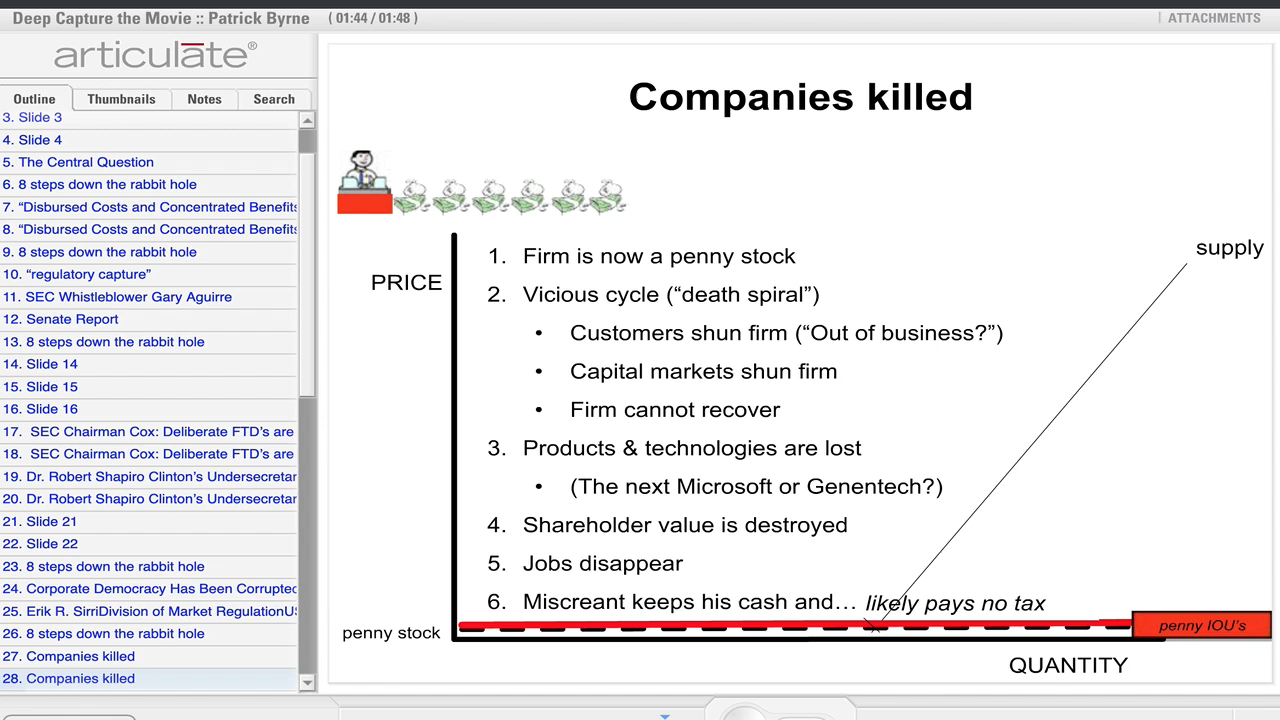 Deep Capture the Movie :: Patrick Byrne ( 01:44 / 01:48 )
ATTACHMENTS
articulate®
Outline
Thumbnails
Notes
Search
3. Slide 3
4. Slide 4
5. The Central Question
6. 8 steps down the rabbit hole
7. “Disbursed Costs and Concentrated Benefits
8. “Disbursed Costs and Concentrated Benefits
9. 8 steps down the rabbit hole
10. “regulatory capture”
11. SEC Whistleblower Gary Aguirre
12. Senate Report
13. 8 steps down the rabbit hole
14. Slide 14
15. Slide 15
16. Slide 16
17. SEC Chairman Cox: Deliberate FTD’s are
18. SEC Chairman Cox: Deliberate FTD’s are
19. Dr. Robert Shapiro Clinton’s Undersecretar
20. Dr. Robert Shapiro Clinton’s Undersecretar
21. Slide 21
22. Slide 22
23. 8 steps down the rabbit hole
24. Corporate Democracy Has Been Corrupted
25. Erik R. SirriDivision of Market RegulationUS
26. 8 steps down the rabbit hole
27. Companies killed
28. Companies killed
Companies killed
PRICE
supply
1. Firm is now a penny stock
2. Vicious cycle (“death spiral”)
• Customers shun firm (“Out of business?”)
• Capital markets shun firm
• Firm cannot recover
3. Products & technologies are lost
• (The next Microsoft or Genentech?)
4. Shareholder value is destroyed
5. Jobs disappear
6. Miscreant keeps his cash and… likely pays no tax
penny stock
penny IOU's
QUANTITY